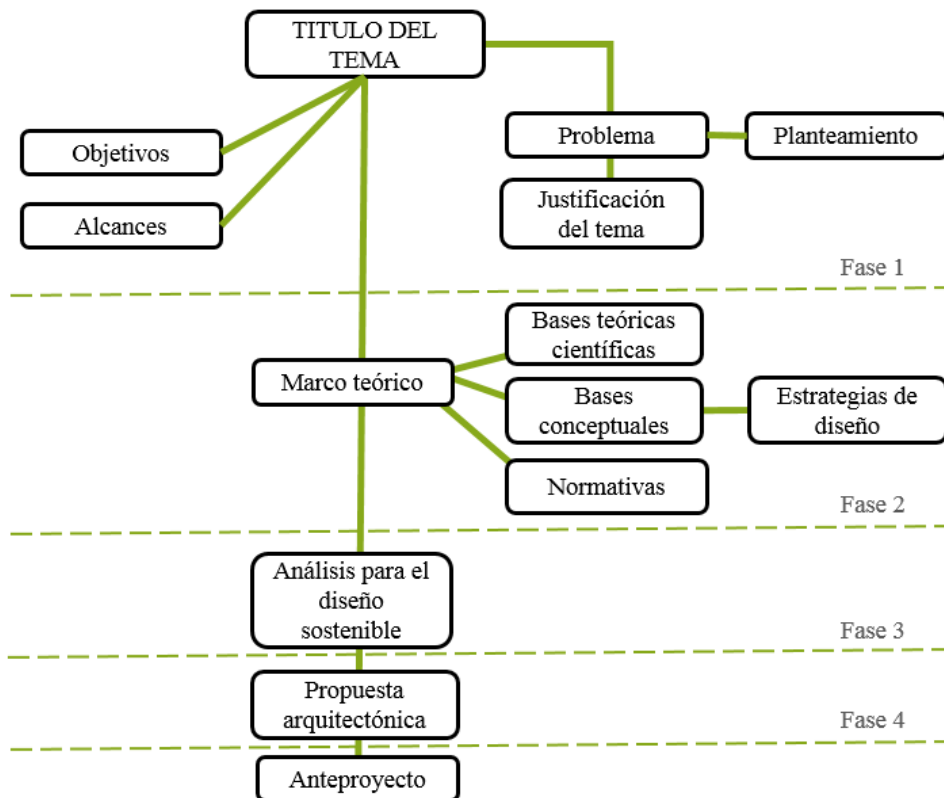 TITULO DEL
TEMA
Objetivos
Problema
Planteamiento
Alcances
Justificación
del tema
Fase 1
Bases teóricas
científicas
Marco teórico
Bases
conceptuales
Estrategias de
diseño
Normativas
Fase 2
Análisis para el
diseño
sostenible
Fase 3
Propuesta
arquitectónica
Fase 4
Anteproyecto